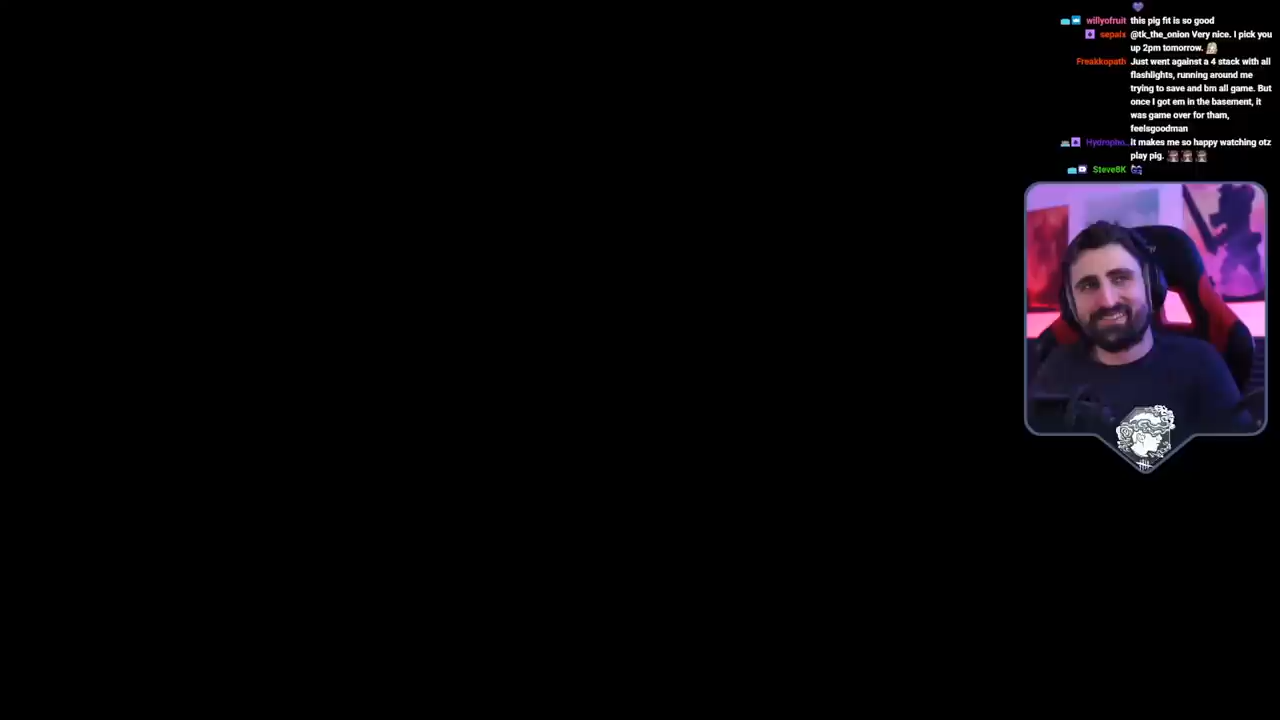 willyofruit this pig fit is so good
sepals @tk_the_onion Very nice. I pick you
up 2pm tomorrow.
Freakkopath Just went against a 4 stack with all
flashlights, running around me
trying to save and bm all game. But
once I got em in the basement, it
was game over for tham,
feelsgoodman
Hydropho... it makes me so happy watching otz
play pig.
Steve8K